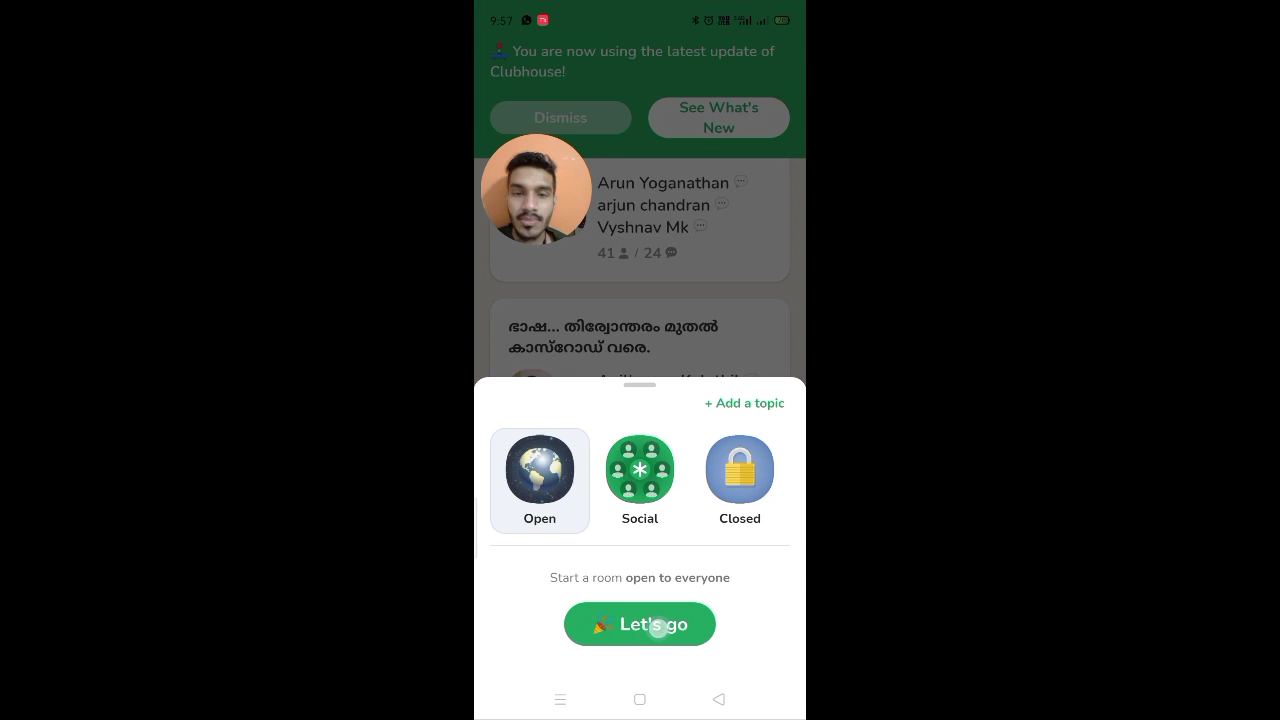 9:57
You are now using the latest update of
Clubhouse!
Dismiss
See What's
New
Arun Yoganathan
arjun chandran
Vyshnav Mk
41 / 24
ഭാഷ... തിര്വോന്തരം മുതൽ
കാസ്റോഡ് വരെ.
+ Add a topic
Open
Social
Closed
Start a room open to everyone
Let's go